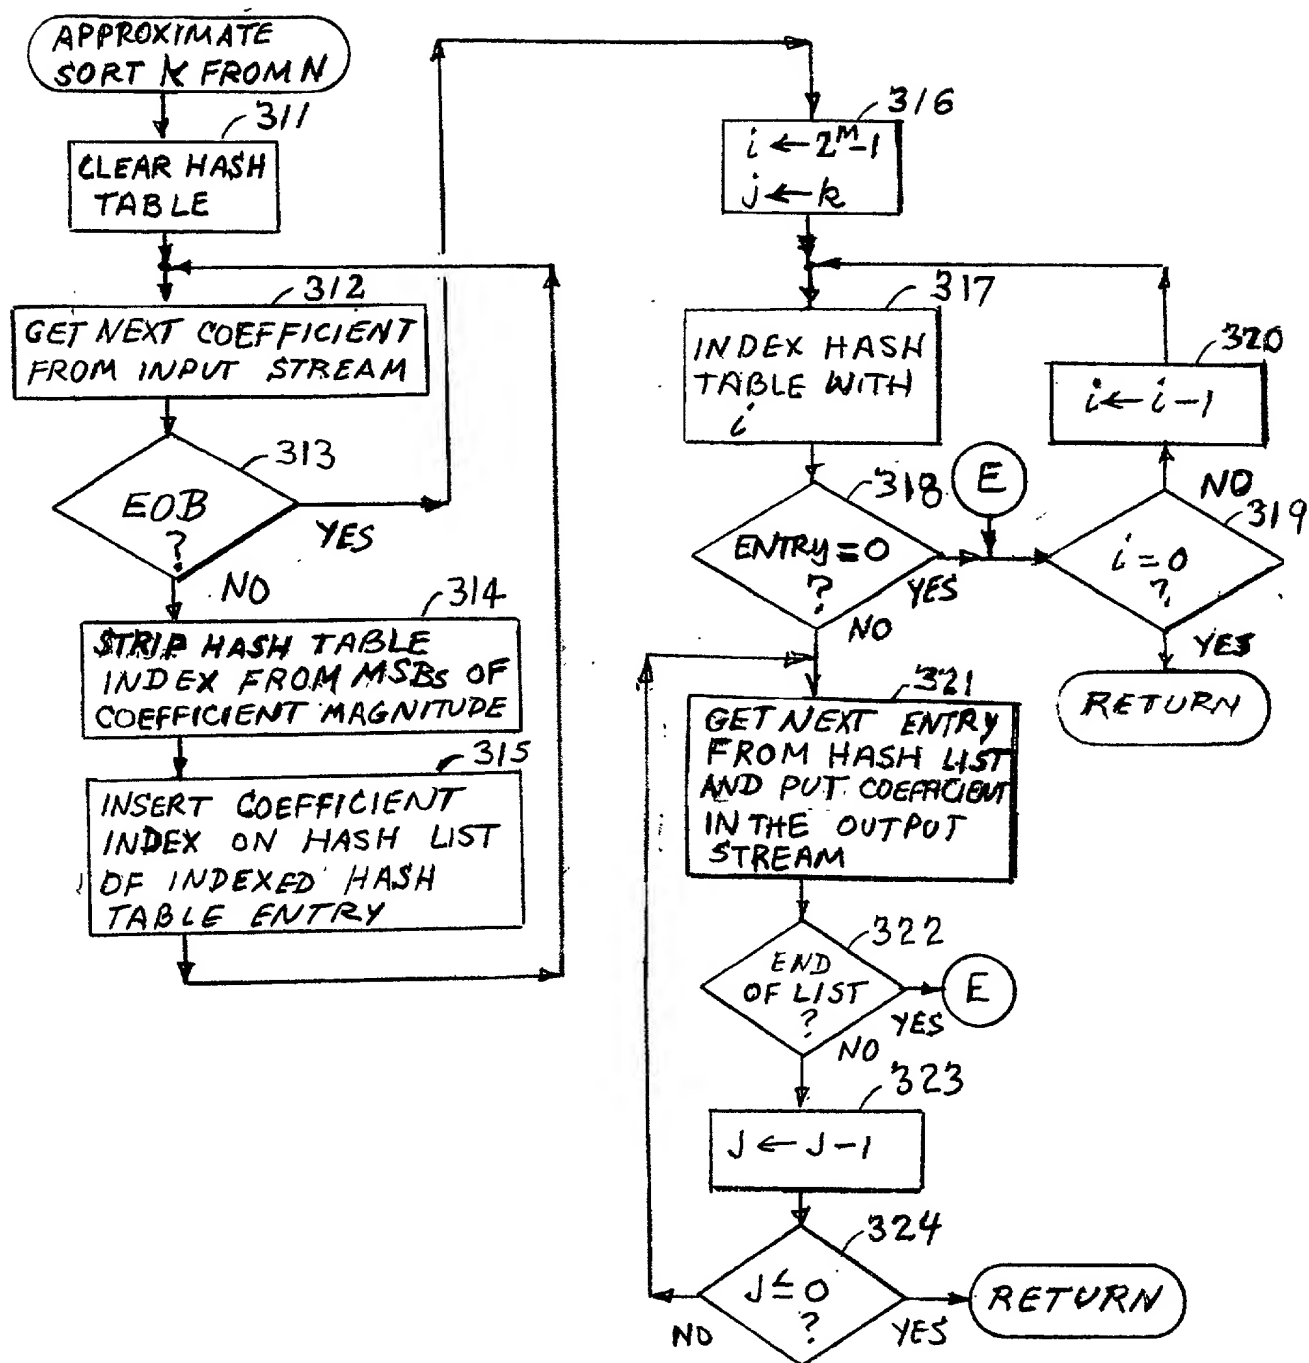 APPROXIMATE
SORT K FROM N
311
CLEAR HASH
TABLE
312
GET NEXT COEFFICIENT
FROM INPUT STREAM
313
EOB
?
YES
NO
314
STRIP HASH TABLE
INDEX FROM MSBs OF
COEFFICIENT MAGNITUDE
315
INSERT COEFFICIENT
INDEX ON HASH LIST
OF INDEXED HASH
TABLE ENTRY
316
i ← 2^M-1
j ← k
317
INDEX HASH
TABLE WITH
i
318
ENTRY = 0
?
YES
NO
E
319
i = 0
?
NO
YES
320
i ← i -1
RETURN
321
GET NEXT ENTRY
FROM HASH LIST
AND PUT COEFFICIENT
IN THE OUTPUT
STREAM
322
END
OF LIST
?
YES
E
NO
323
J ← J -1
324
J ≤ 0
?
NO
YES
RETURN